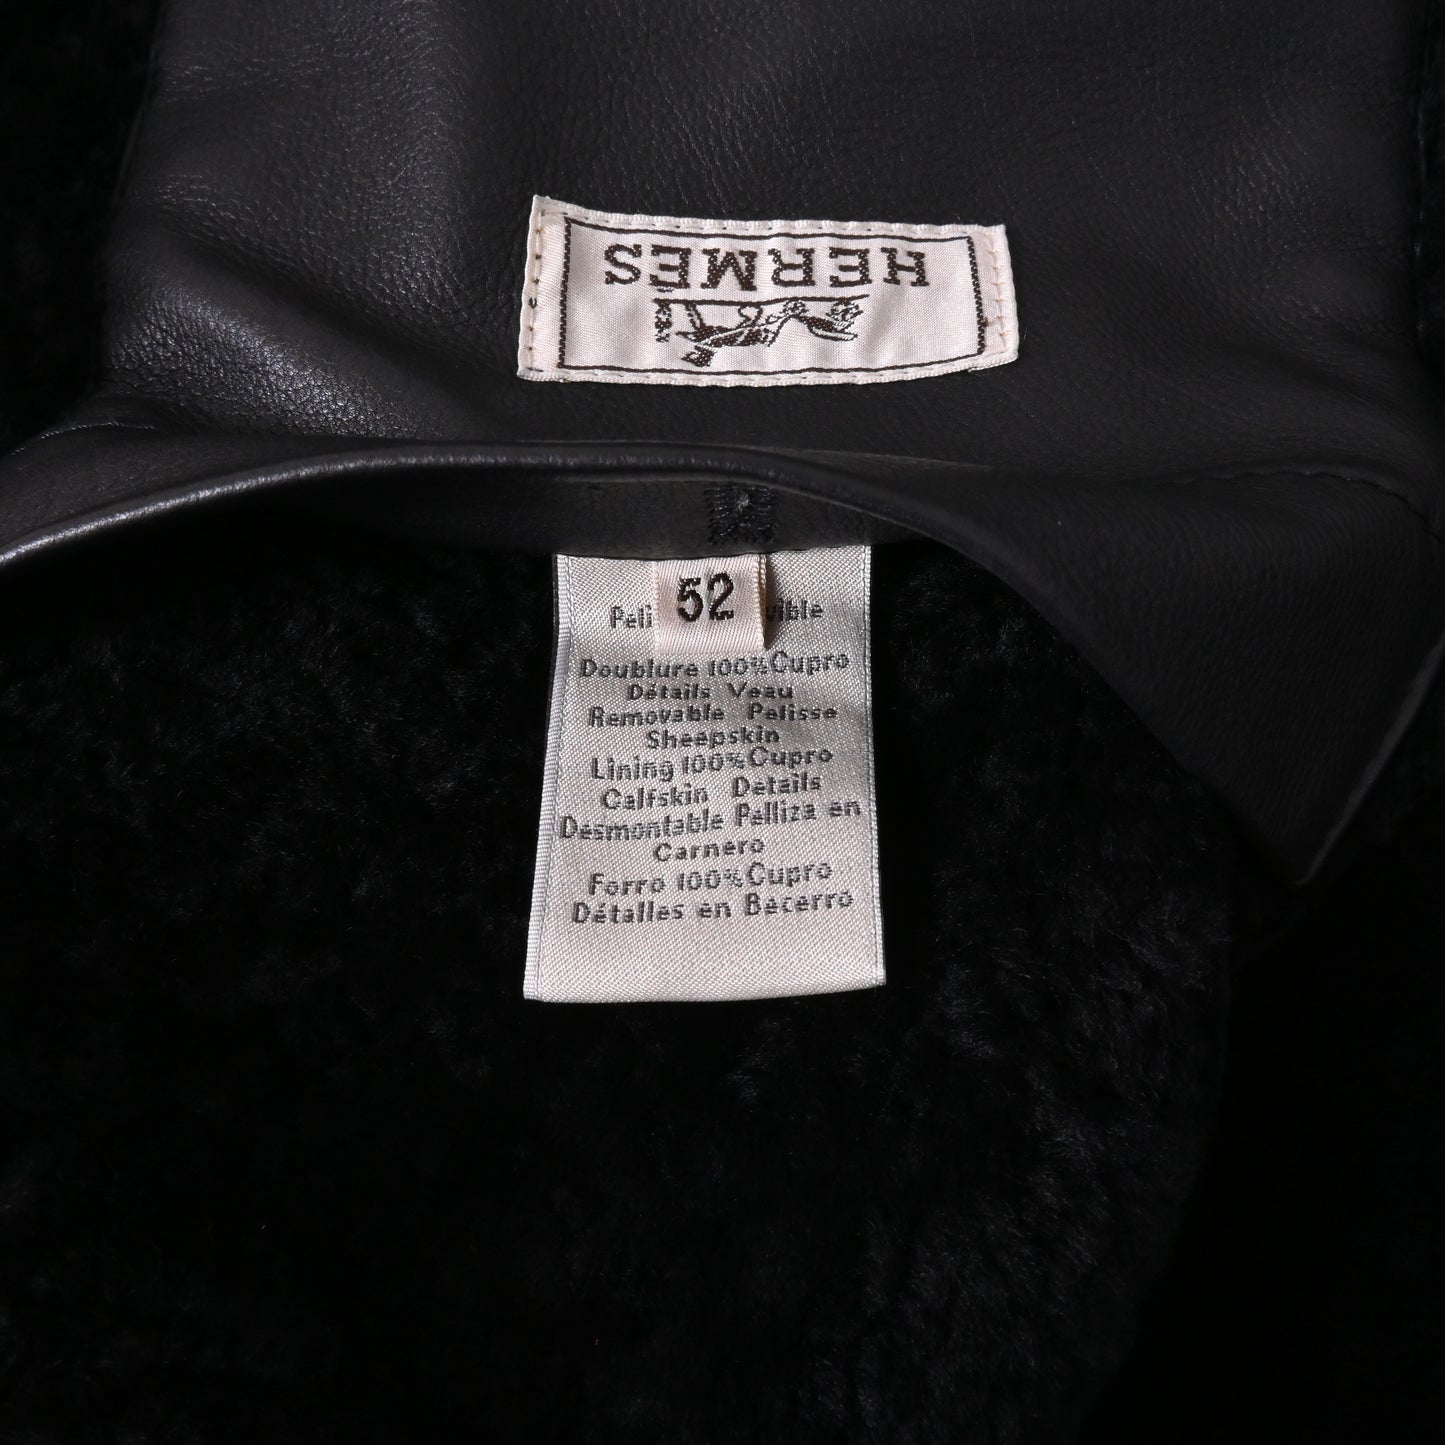 HERMES
52
Doublure 100% Cupro
Détails Veau
Removable Pelisse
Sheepskin
Lining 100% Cupro
Calfskin Details
Desmontable Pelliza en
Carnero
Forro 100% Cupro
Détalles en Becerro